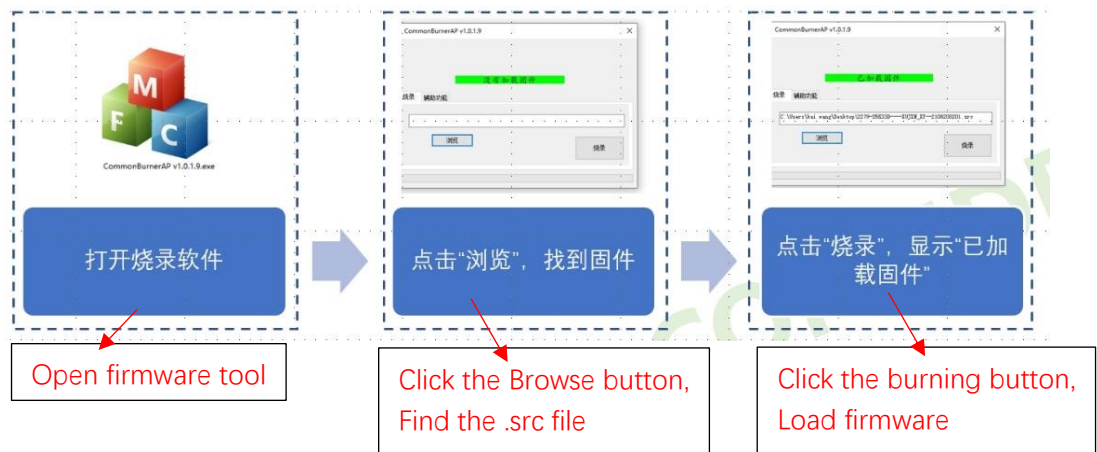 M
F
C
CommonBurnerAP v1.0.1.9.exe
打开烧录软件
Open firmware tool
CommonBurnerAP v1.0.1.9
没有加载固件
烧录 辅助功能
浏览
烧录
点击“浏览”，找到固件
Click the Browse button,
Find the .src file
CommonBurnerAP v1.0.1.9
已加载固件
烧录 辅助功能
浏览
烧录
点击“烧录”，显示“已加
载固件”
Click the burning button,
Load firmware